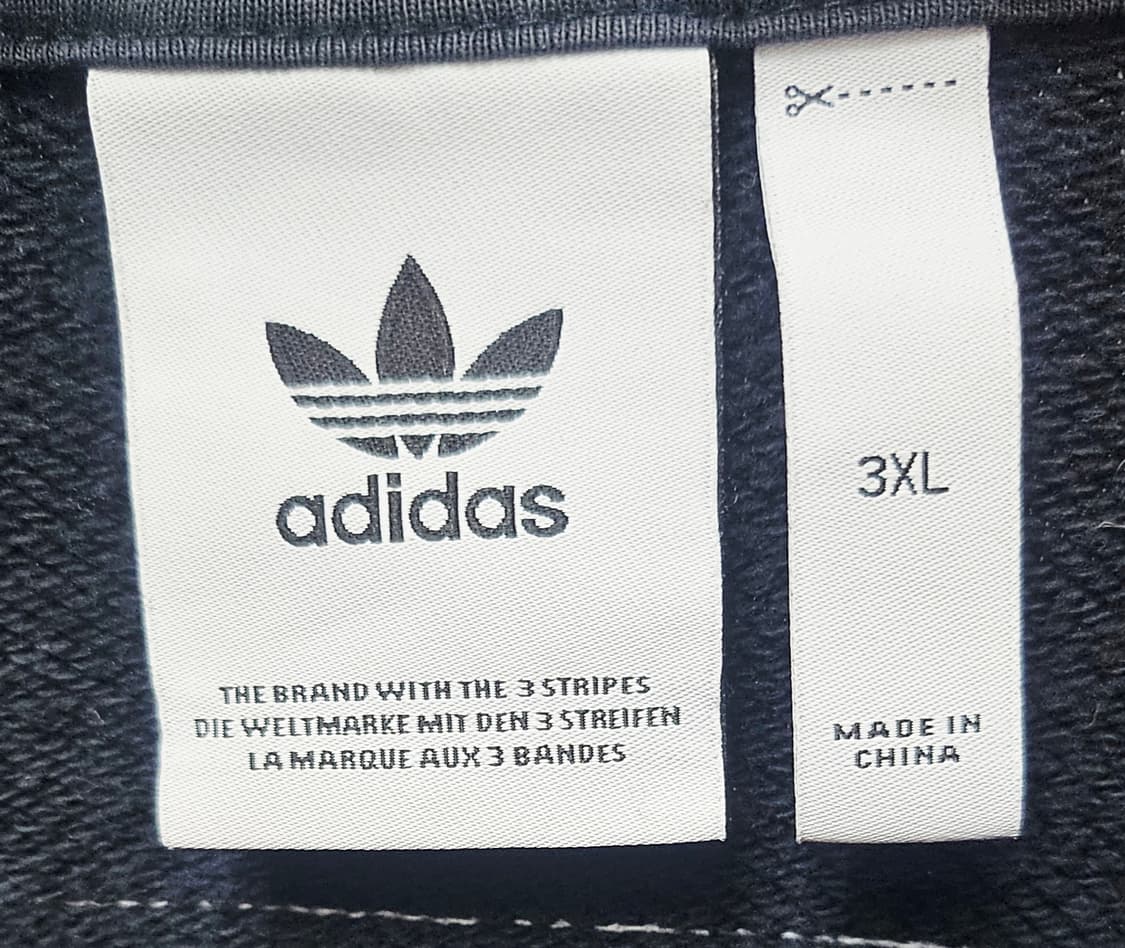 adidas
THE BRAND WITH THE 3 STRIPES
DIE WELTMARKE MIT DEN 3 STREIFEN
LA MARQUE AUX 3 BANDES
3XL
MADE IN
CHINA